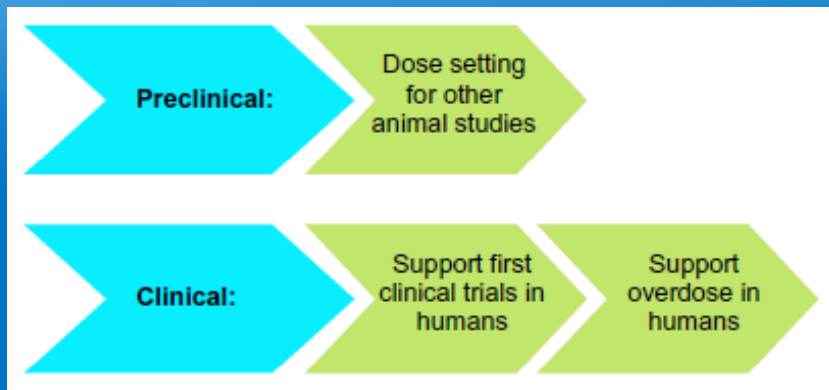 Preclinical:
Dose setting
for other
animal studies
Clinical:
Support first
clinical trials in
humans
Support
overdose in
humans